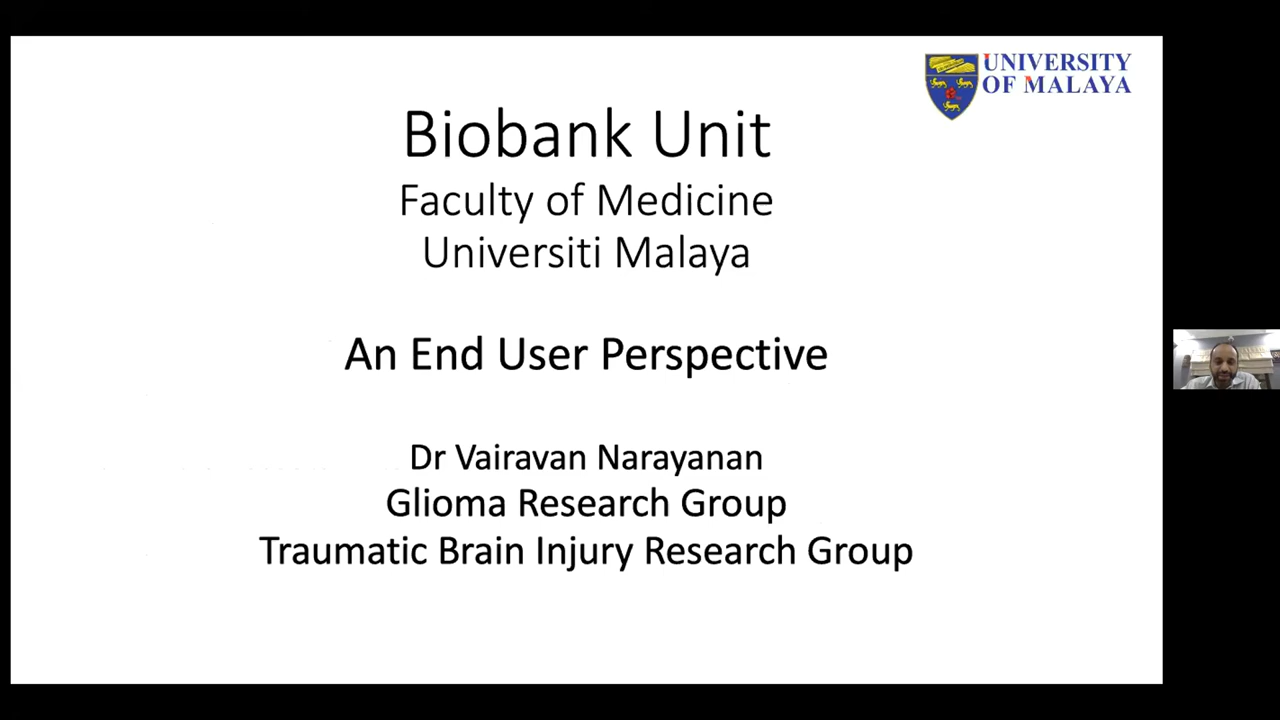 UNIVERSITY
OF MALAYA
Biobank Unit
Faculty of Medicine
Universiti Malaya
An End User Perspective
Dr Vairavan Narayanan
Glioma Research Group
Traumatic Brain Injury Research Group